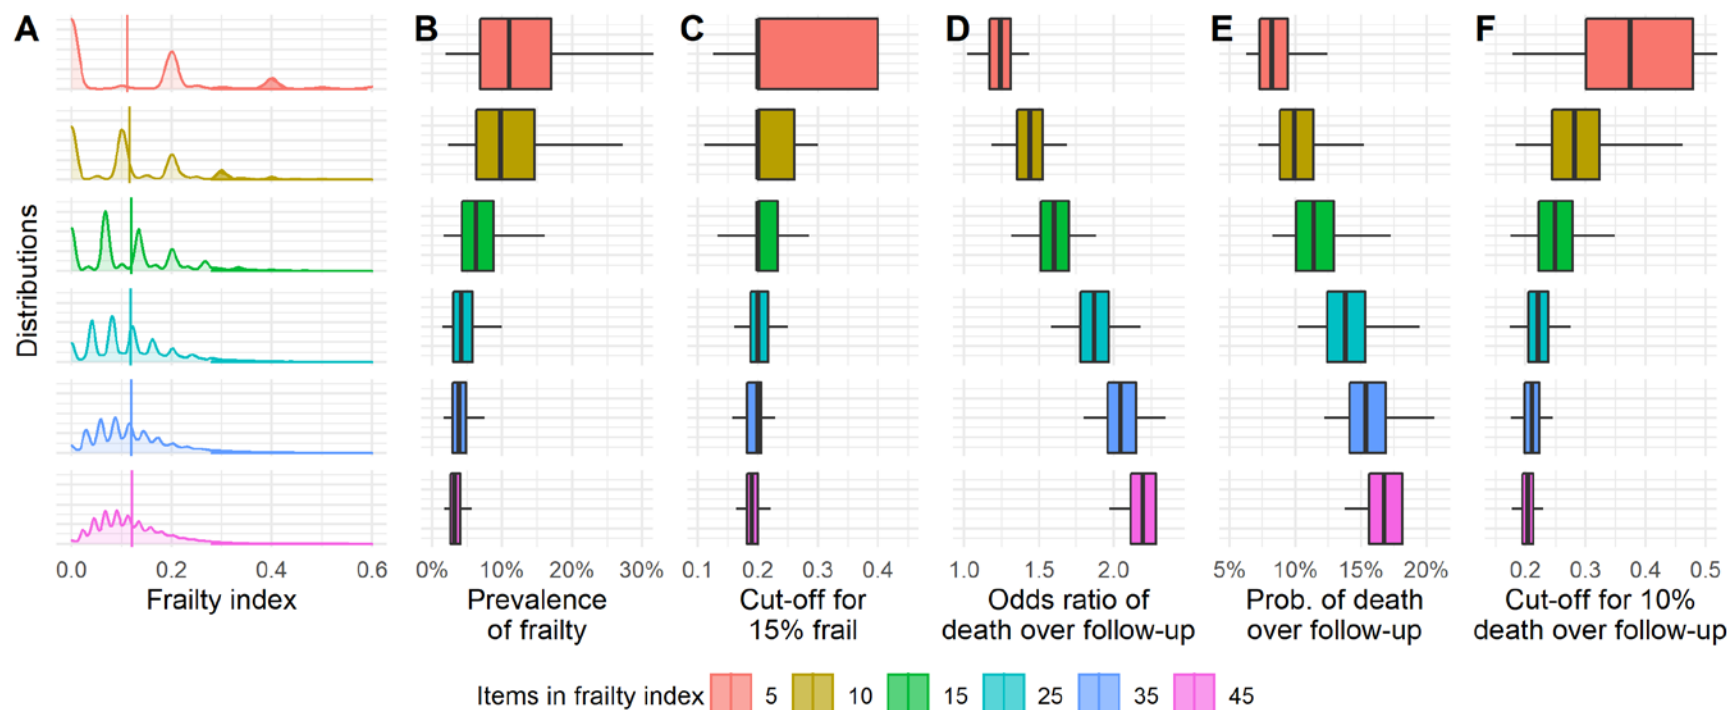 A B C D E F
Distributions
0.0 0.2 0.4 0.6 0% 10% 20% 30% 0.1 0.2 0.3 0.4 1.0 1.5 2.0 5% 10% 15% 20% 0.2 0.3 0.4 0.5
Frailty index Prevalence Cut-off for Odds ratio of Prob. of death Cut-off for 10%
of frailty 15% frail death over follow-up over follow-up death over follow-up
Items in frailty index 5 10 15 25 35 45